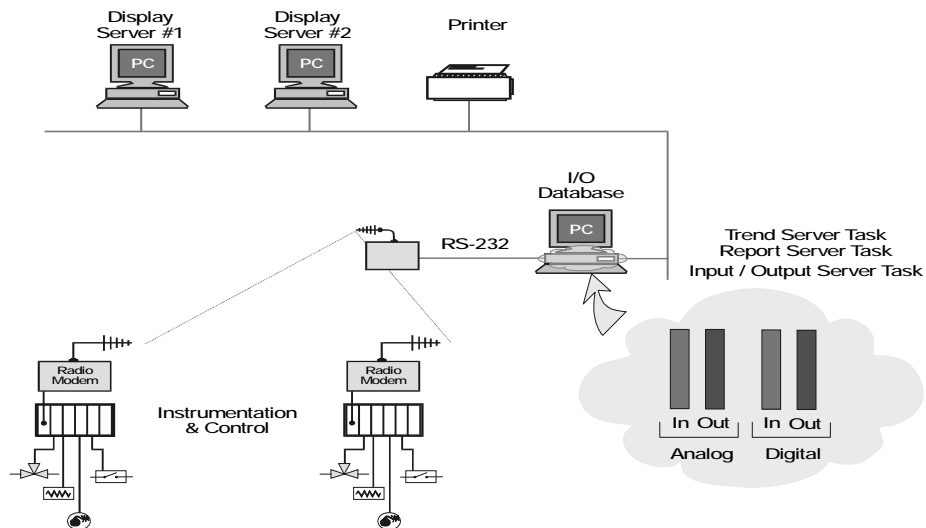 Display
Server #1
Display
Server #2
Printer
PC
PC
I/O
Database
PC
RS-232
Trend Server Task
Report Server Task
Input / Output Server Task
Radio
Modem
Radio
Modem
Instrumentation
& Control
In Out
In Out
Analog
Digital